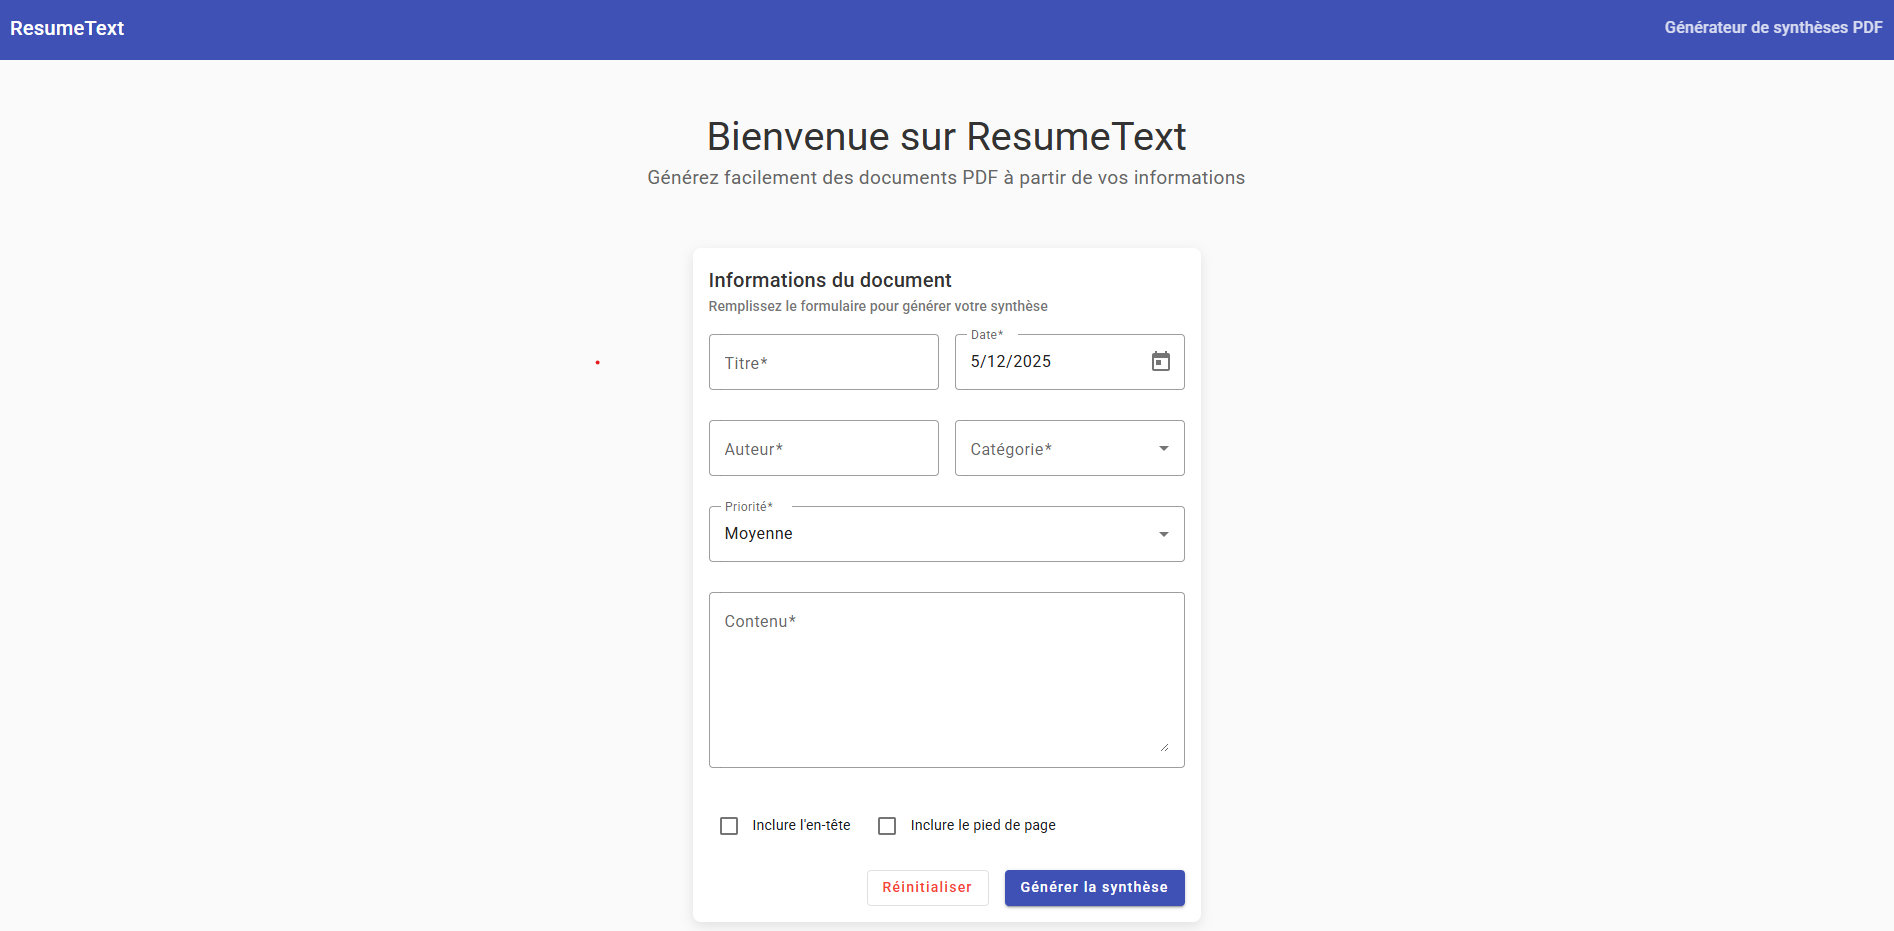 ResumeText
Générateur de synthèses PDF
Bienvenue sur ResumeText
Générez facilement des documents PDF à partir de vos informations
Informations du document
Remplissez le formulaire pour générer votre synthèse
Titre*
Date*
5/12/2025
Auteur*
Catégorie*
Priorité*
Moyenne
Contenu*
Inclure l'en-tête
Inclure le pied de page
Réinitialiser
Générer la synthèse